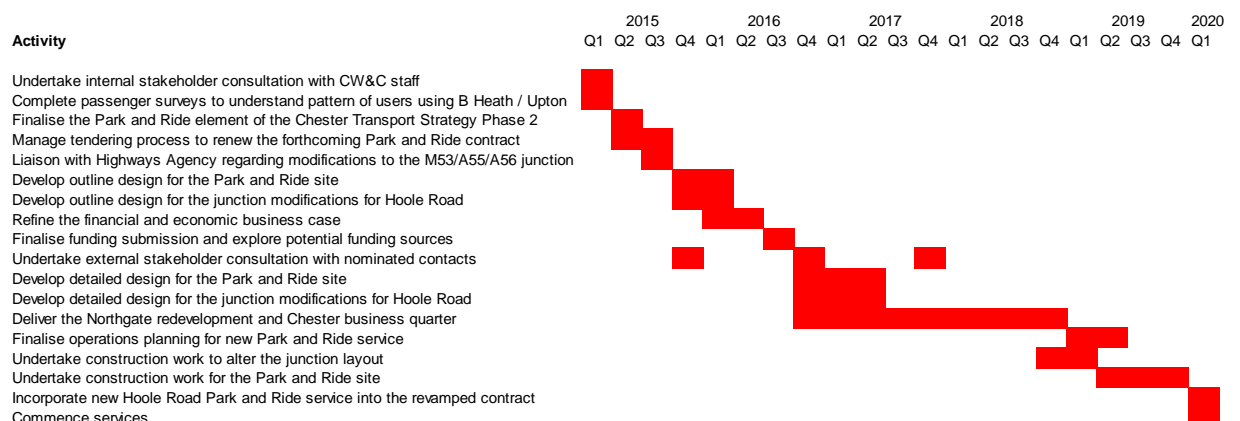 2015 2016 2017 2018 2019 2020
Activity Q1 Q2 Q3 Q4 Q1 Q2 Q3 Q4 Q1 Q2 Q3 Q4 Q1 Q2 Q3 Q4 Q1 Q2 Q3 Q4 Q1
Undertake internal stakeholder consultation with CW&C staff
Complete passenger surveys to understand pattern of users using B Heath / Upton
Finalise the Park and Ride element of the Chester Transport Strategy Phase 2
Manage tendering process to renew the forthcoming Park and Ride contract
Liaison with Highways Agency regarding modifications to the M53/A55/A56 junction
Develop outline design for the Park and Ride site
Develop outline design for the junction modifications for Hoole Road
Refine the financial and economic business case
Finalise funding submission and explore potential funding sources
Undertake external stakeholder consultation with nominated contacts
Develop detailed design for the Park and Ride site
Develop detailed design for the junction modifications for Hoole Road
Deliver the Northgate redevelopment and Chester business quarter
Finalise operations planning for new Park and Ride service
Undertake construction work to alter the junction layout
Undertake construction work for the Park and Ride site
Incorporate new Hoole Road Park and Ride service into the revamped contract
Commence services